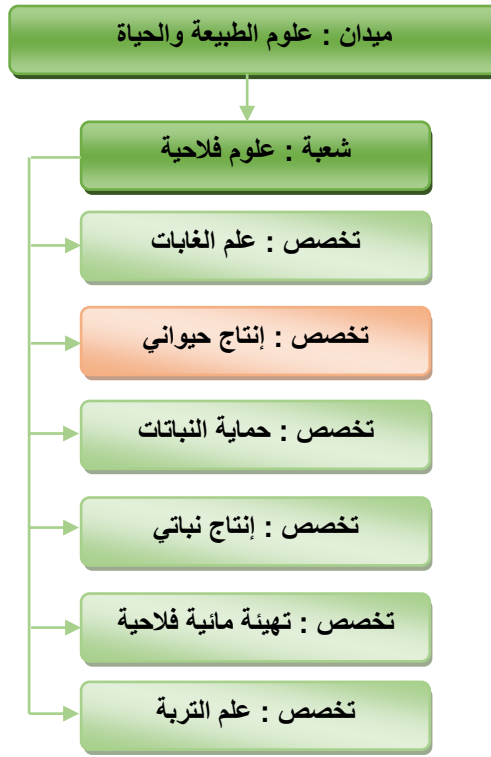 ميدان : علوم الطبيعة والحياة
شعبة : علوم فلاحية
تخصص : علم الغابات
تخصص : إنتاج حيواني
تخصص : حماية النباتات
تخصص : إنتاج نباتي
تخصص : تهيئة مائية فلاحية
تخصص : علم التربة